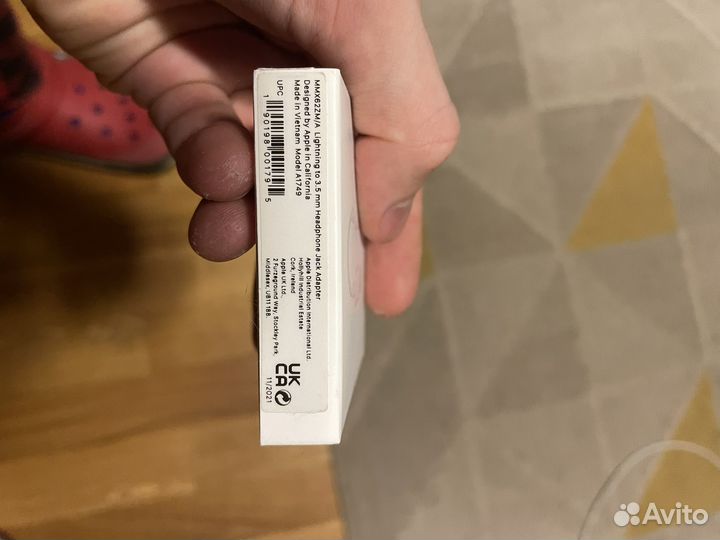 MMX62ZM/A Lightning to 3.5 mm Headphone Jack Adapter
Designed by Apple in California
Made in Vietnam Model A1749
UPC
1 90198 00179 5
Apple Distribution International Ltd.
Hollyhill Industrial Estate
Cork, Ireland
Apple UK Ltd.,
2 Furzeground Way, Stockley Park,
Middlesex, UB11 1BB.
UK
CA
11/2021
Avito